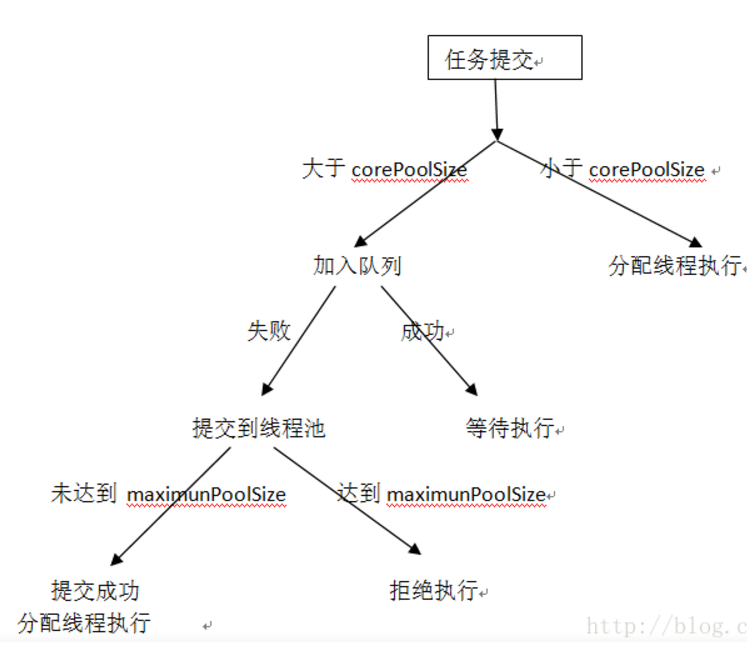 任务提交
大于 corePoolSize
小于 corePoolSize
加入队列
分配线程执行
失败
成功
提交到线程池
等待执行
未达到 maximunPoolSize
达到 maximunPoolSize
提交成功
分配线程执行
拒绝执行
http://blog.c